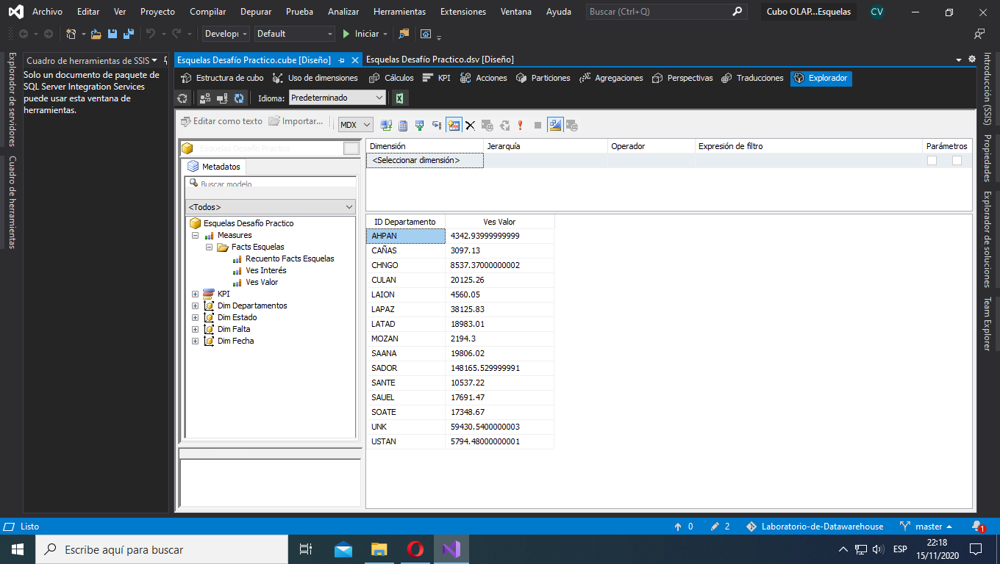 Archivo Editar Ver Proyecto Compilar Depurar Prueba Analizar Herramientas Extensiones Ventana Ayuda Buscar (Ctrl+Q) Cubo OLAP...Esquelas CV
Developi Default Iniciar
Explorador de servidores
Cuadro de herramientas
Cuadro de herramientas de SSIS
Solo un documento de paquete de
SQL Server Integration Services
puede usar esta ventana de
herramientas.
Esquelas Desafío Practico.cube [Diseño] Esquelas Desafío Practico.dsv [Diseño]
Estructura de cubo Uso de dimensiones Cálculos KPI Acciones Particiones Agregaciones Perspectivas Traducciones Explorador
Idioma: Predeterminado
Editar como texto Importar... MDX
Esquelas Desafío Practico
Metadatos
Buscar modelo
<Todos>
Esquelas Desafío Practico
Measures
Facts Esquelas
Recuento Facts Esquelas
Ves Interés
Ves Valor
KPI
Dim Departamentos
Dim Estado
Dim Falta
Dim Fecha
Dimensión Jerarquía Operador Expresión de filtro Parámetros
<Seleccionar dimensión>
ID Departamento Ves Valor
AHPAN 4342.93999999999
CAÑAS 3097.13
CHNGO 8537.37000000002
CULAN 20125.26
LAION 4560.05
LAPAZ 38125.83
LATAD 18983.01
MOZAN 2194.3
SAANA 19806.02
SADOR 148165.529999991
SANTE 10537.22
SAUEL 17691.47
SOATE 17348.67
UNK 59430.5400000003
USTAN 5794.48000000001
Introducción (SSIS)
Propiedades
Explorador de soluciones
Team Explorer
Listo 0 2 Laboratorio-de-Datawarehouse master 1
Escribe aquí para buscar ESP 22:18
15/11/2020